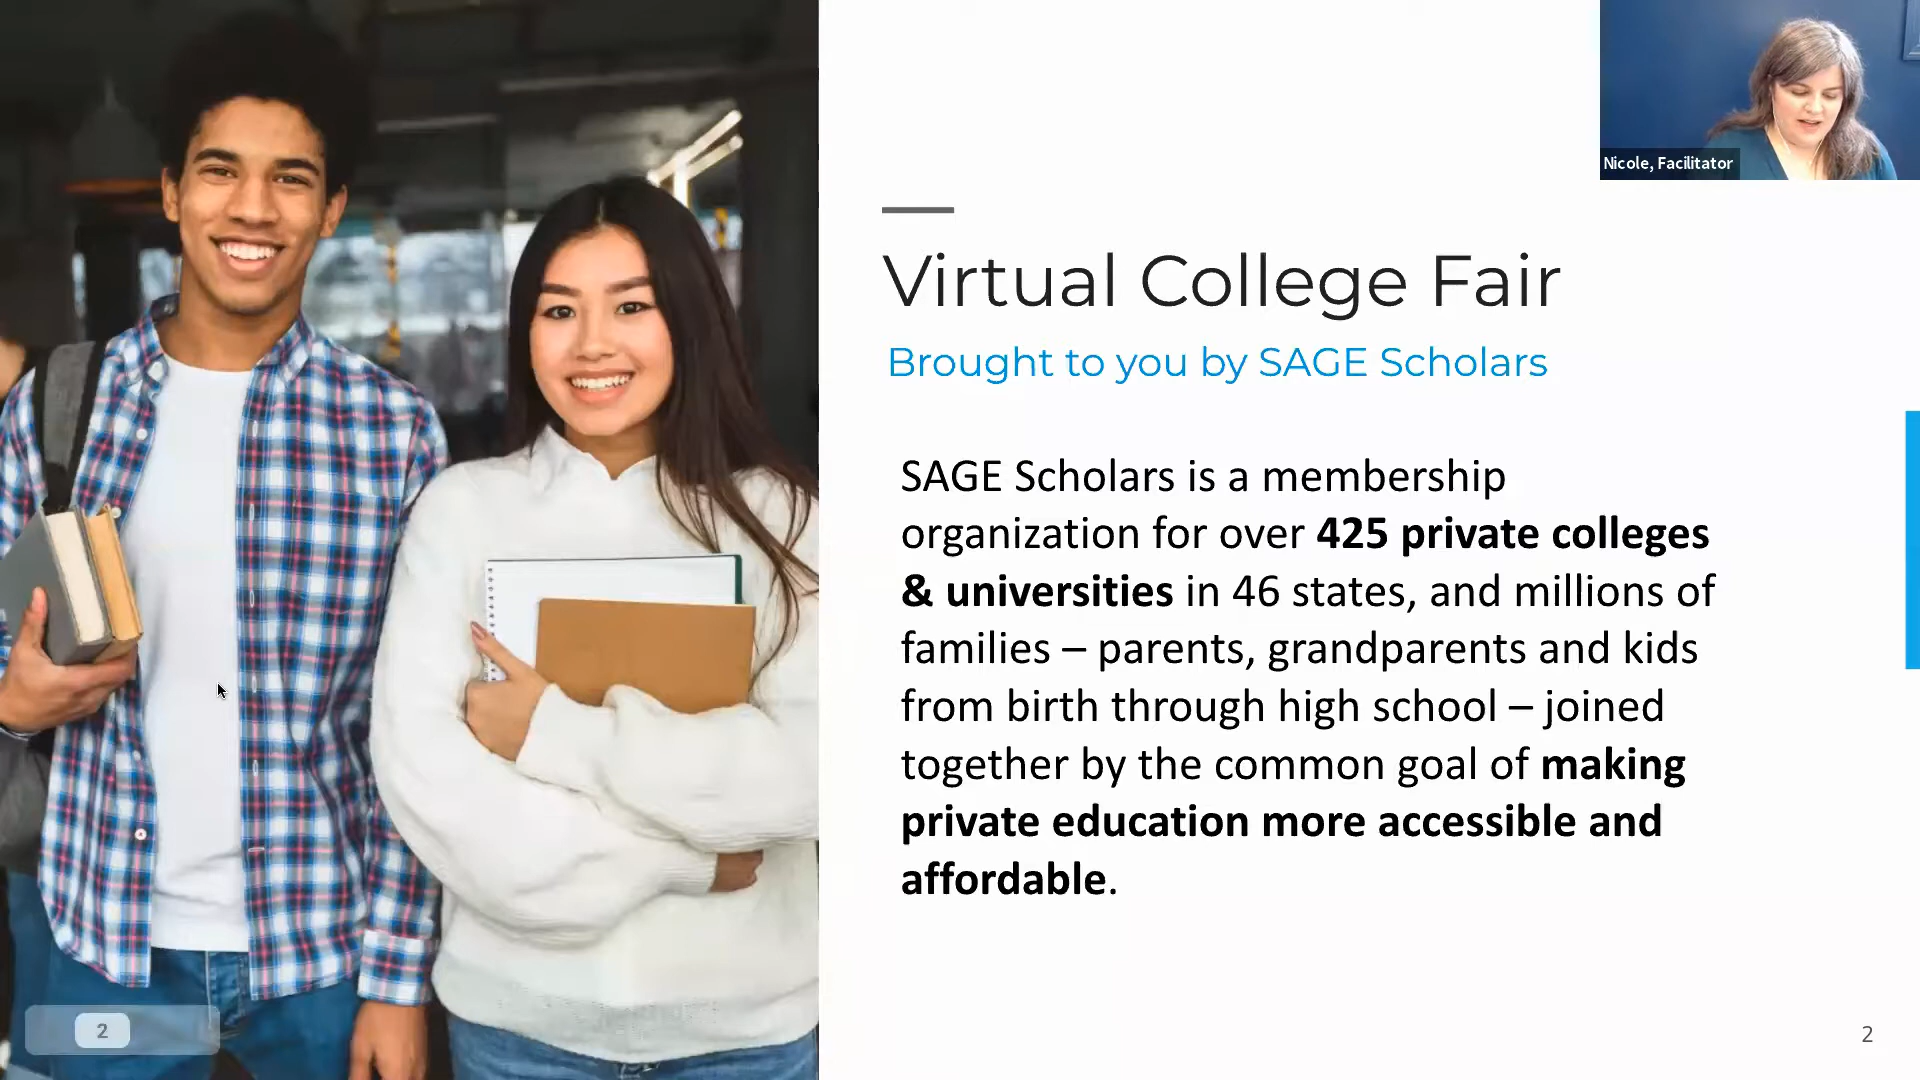 Nicole, Facilitator
Virtual College Fair
Brought to you by SAGE Scholars
SAGE Scholars is a membership
organization for over 425 private colleges
& universities in 46 states, and millions of
families – parents, grandparents and kids
from birth through high school – joined
together by the common goal of making
private education more accessible and
affordable.
2
2